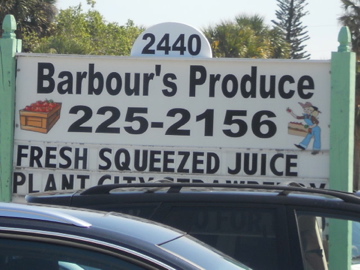 2440
Barbour's Produce
225-2156
FRESH SQUEEZED JUICE
PLANT CITY